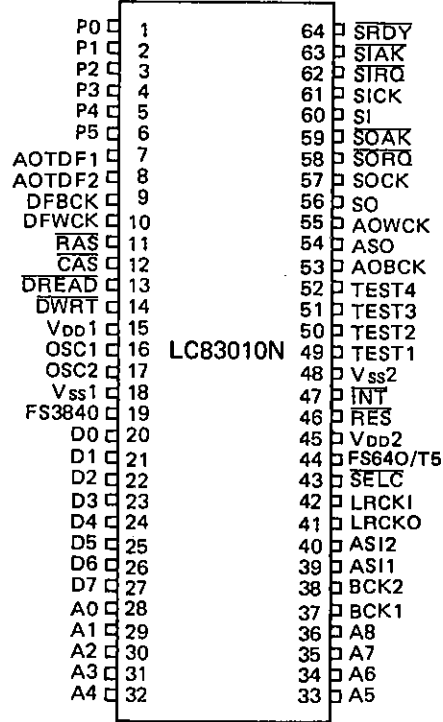 P0 1 64 SRDY
P1 2 63 SIAK
P2 3 62 SIRQ
P3 4 61 SICK
P4 5 60 SI
P5 6 59 SOAK
AOTDF1 7 58 SORQ
AOTDF2 8 57 SOCK
DFBCK 9 56 SO
DFWCK 10 55 AOWCK
RAS 11 54 ASO
CAS 12 53 AOBCK
DREAD 13 52 TEST4
DWRT 14 51 TEST3
VDD1 15 50 TEST2
OSC1 16 LC83010N 49 TEST1
OSC2 17 48 VSS2
VSS1 18 47 INT
FS384O 19 46 RES
D0 20 45 VDD2
D1 21 44 FS64O/T5
D2 22 43 SELC
D3 23 42 LRCKI
D4 24 41 LRCKO
D5 25 40 ASI2
D6 26 39 ASI1
D7 27 38 BCK2
A0 28 37 BCK1
A1 29 36 A8
A2 30 35 A7
A3 31 34 A6
A4 32 33 A5